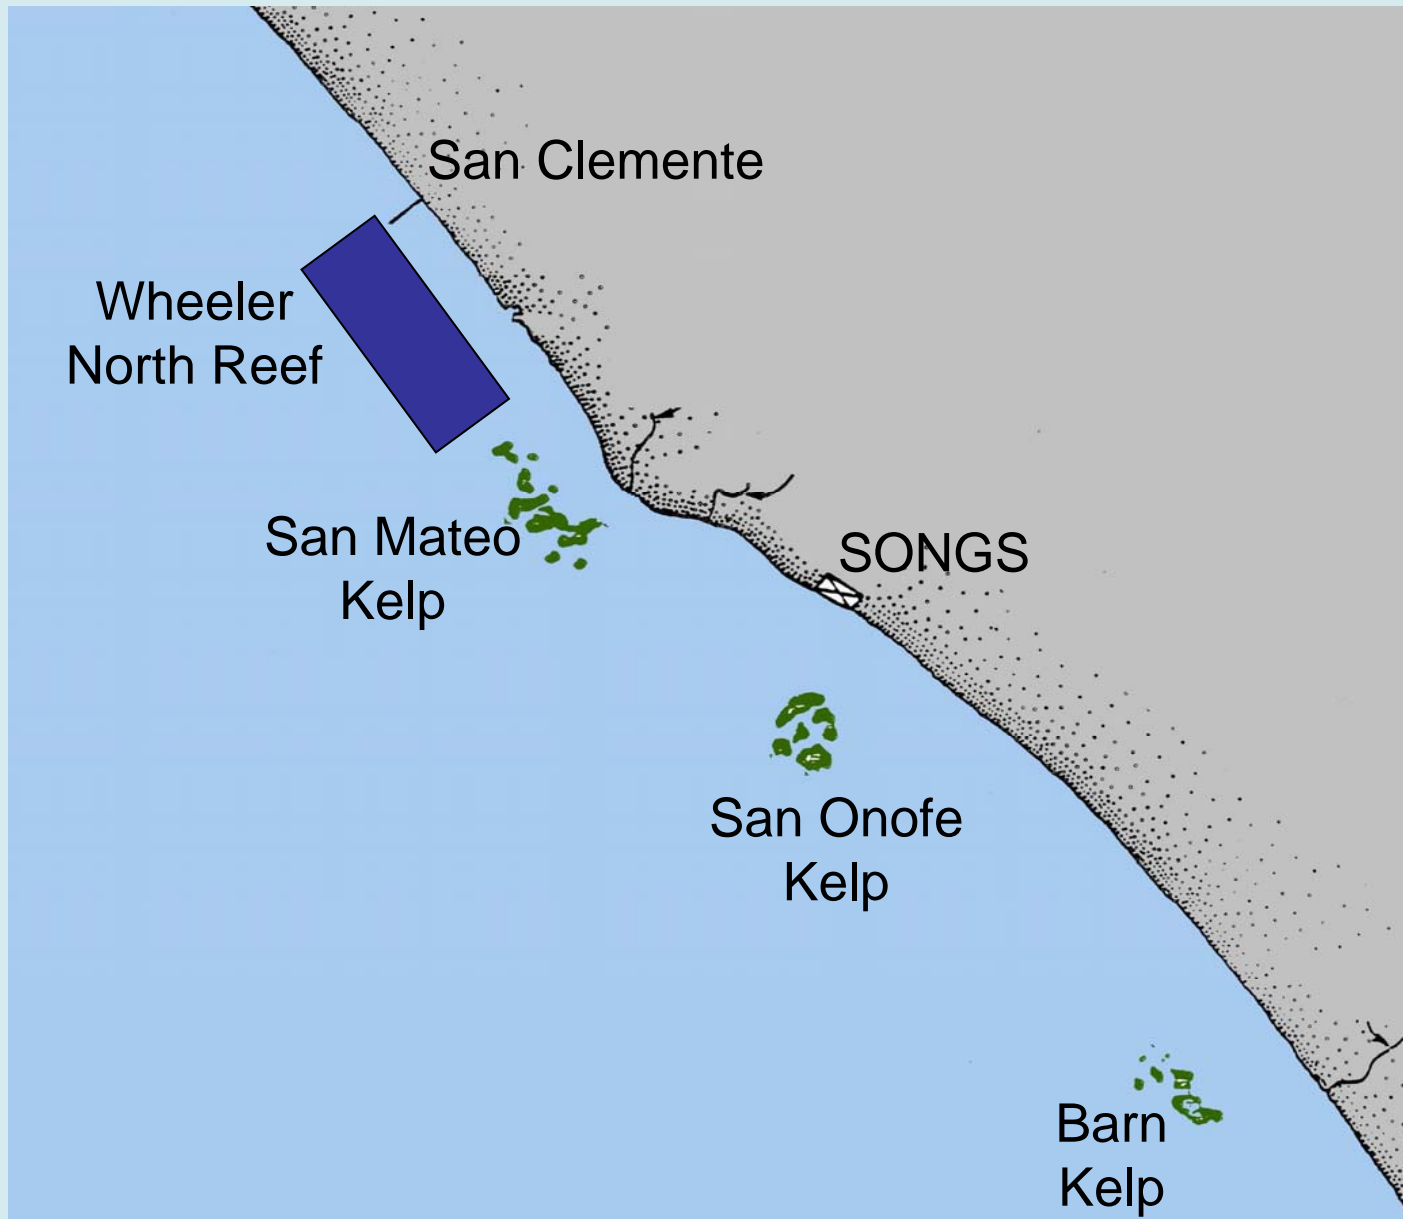 San Clemente
Wheeler
North Reef
San Mateo
Kelp
SONGS
San Onofe
Kelp
Barn
Kelp